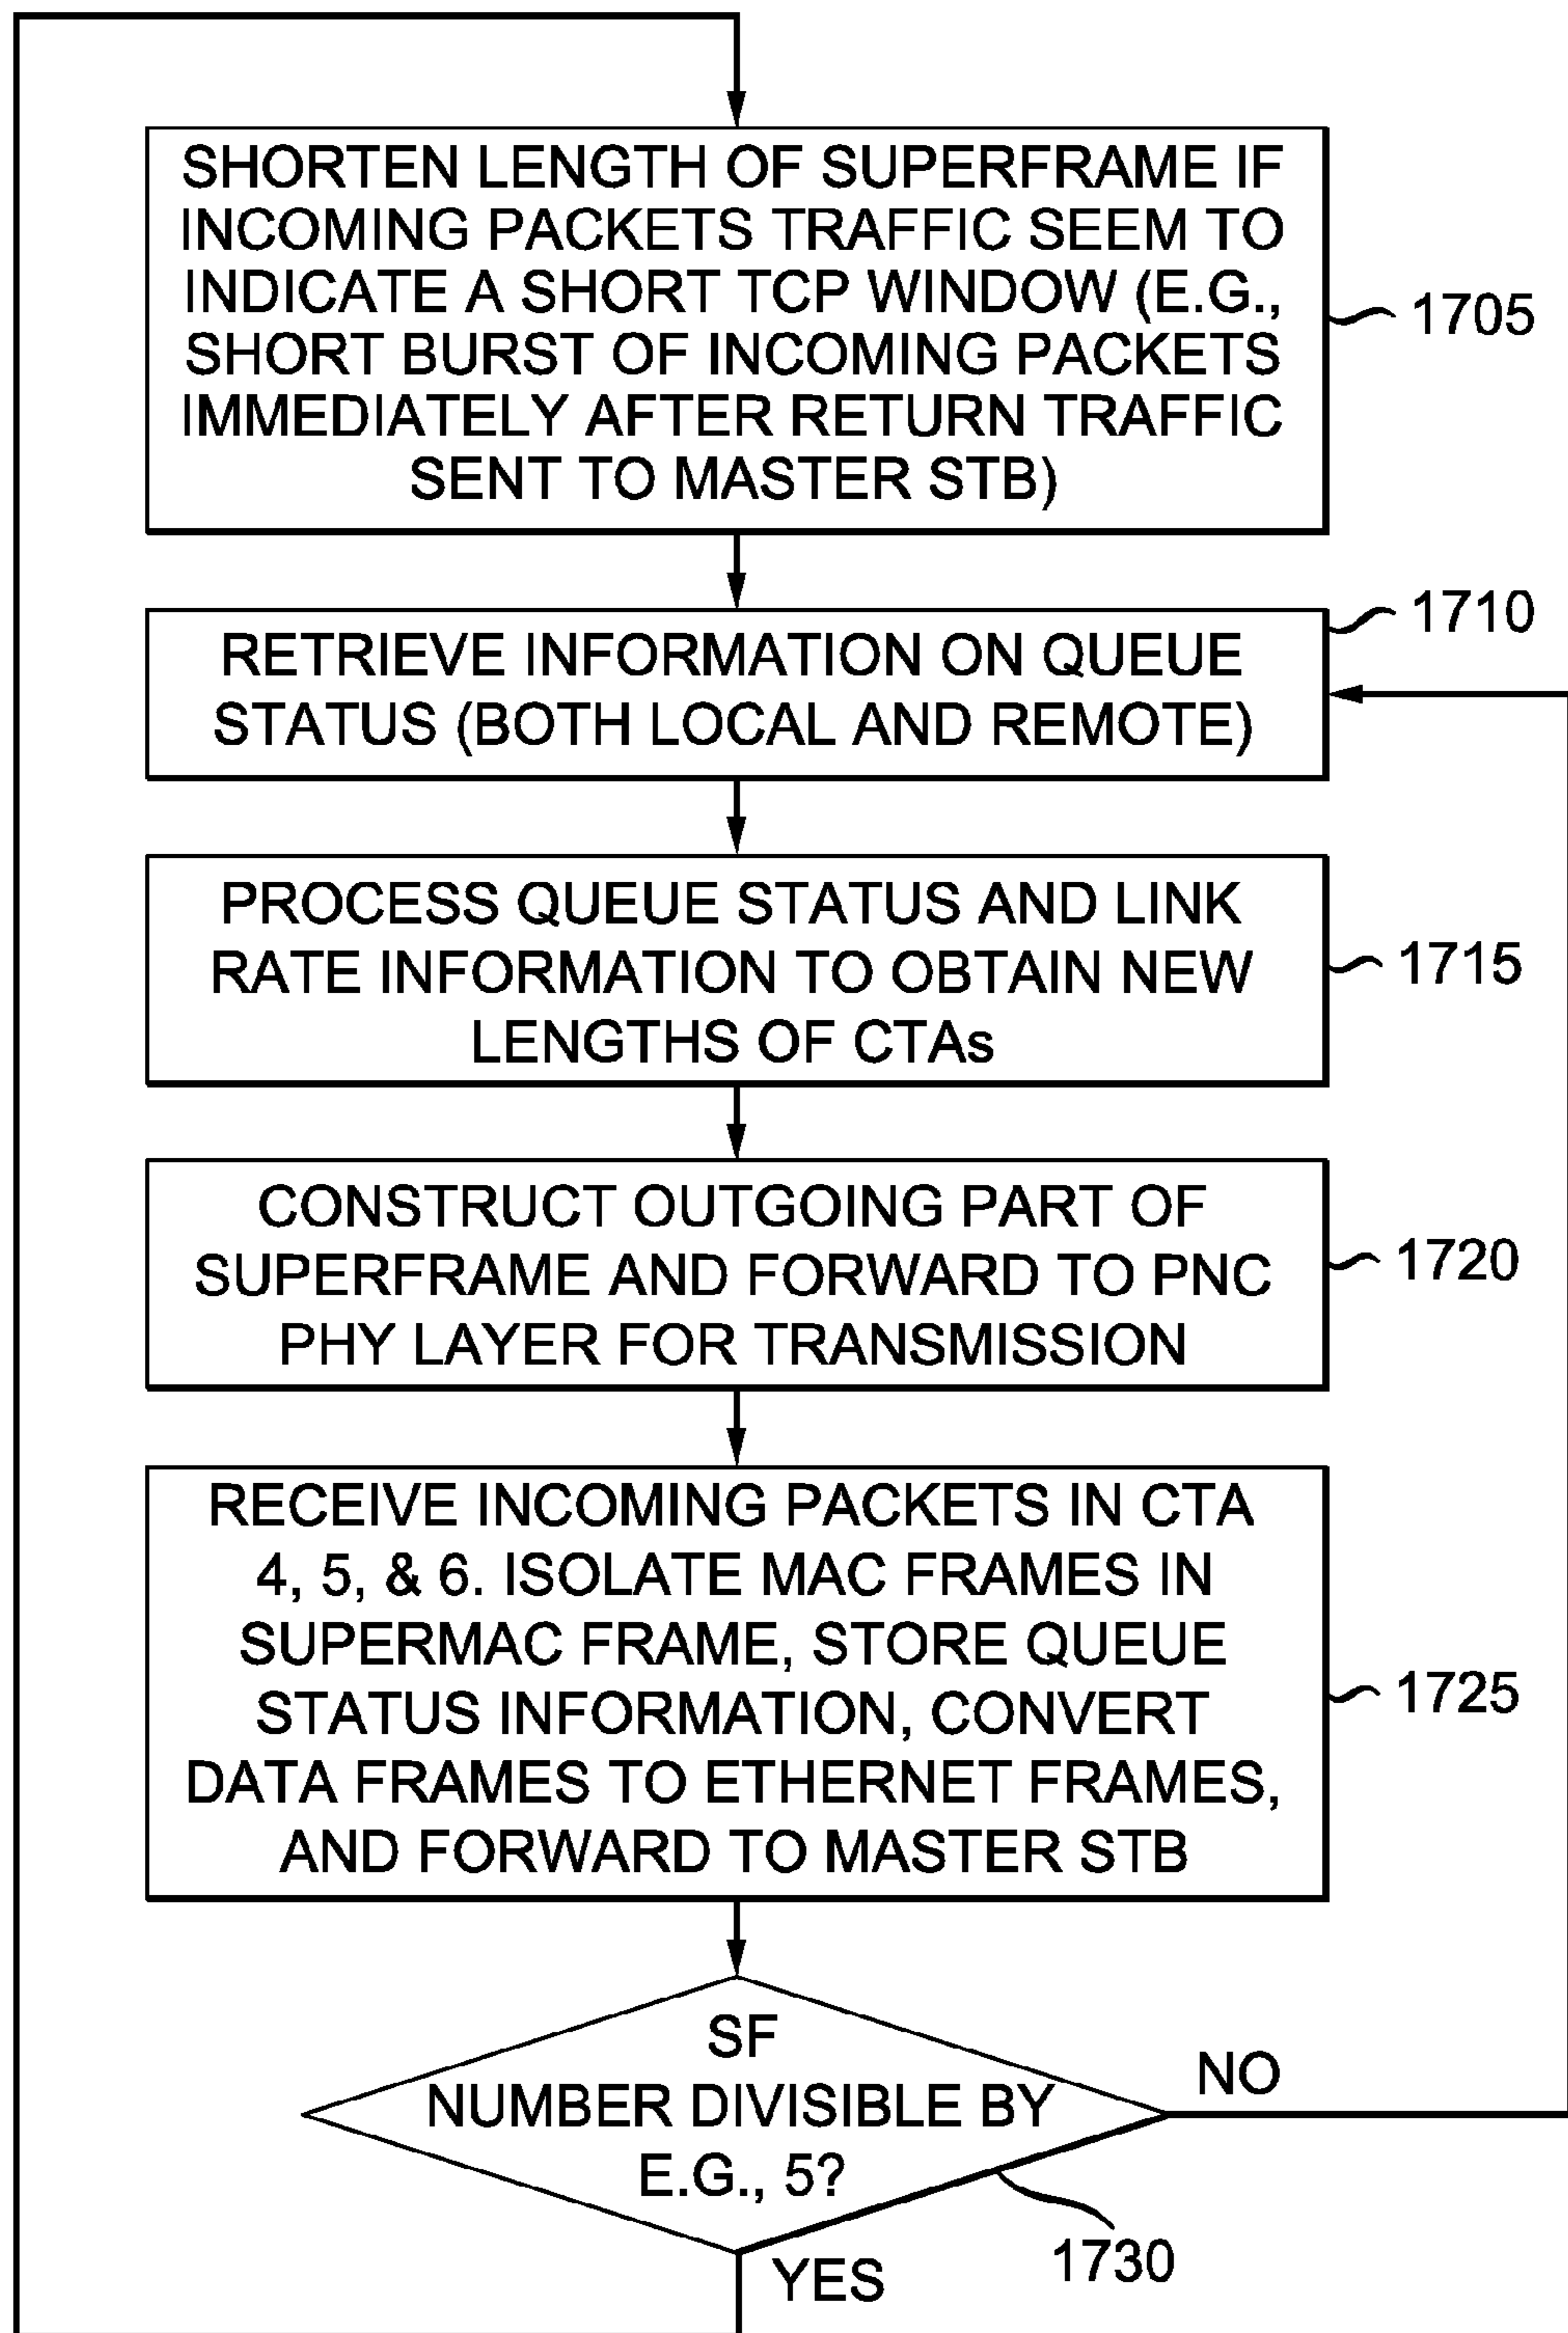 SHORTEN LENGTH OF SUPERFRAME IF
INCOMING PACKETS TRAFFIC SEEM TO
INDICATE A SHORT TCP WINDOW (E.G.,
SHORT BURST OF INCOMING PACKETS
IMMEDIATELY AFTER RETURN TRAFFIC
SENT TO MASTER STB)
1705
RETRIEVE INFORMATION ON QUEUE
STATUS (BOTH LOCAL AND REMOTE)
1710
PROCESS QUEUE STATUS AND LINK
RATE INFORMATION TO OBTAIN NEW
LENGTHS OF CTAs
1715
CONSTRUCT OUTGOING PART OF
SUPERFRAME AND FORWARD TO PNC
PHY LAYER FOR TRANSMISSION
1720
RECEIVE INCOMING PACKETS IN CTA
4, 5, & 6. ISOLATE MAC FRAMES IN
SUPERMAC FRAME, STORE QUEUE
STATUS INFORMATION, CONVERT
DATA FRAMES TO ETHERNET FRAMES,
AND FORWARD TO MASTER STB
1725
SF
NUMBER DIVISIBLE BY
E.G., 5?
NO
1730
YES